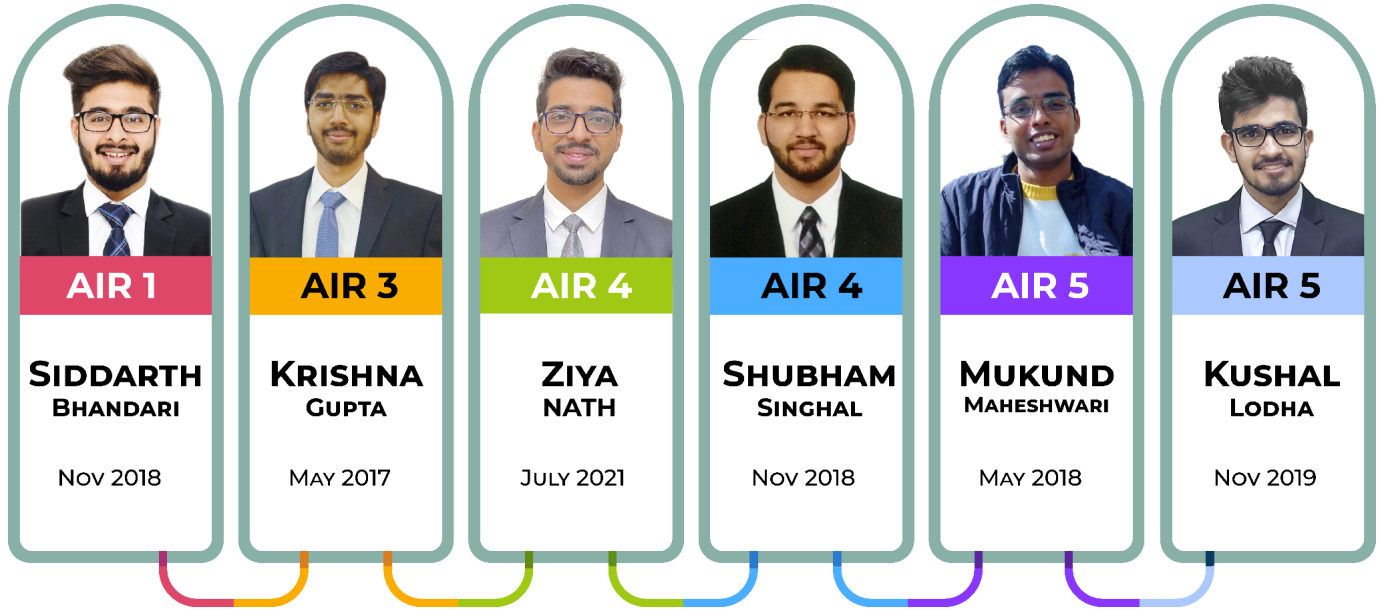 AIR 1
SIDDARTH
BHANDARI
NOV 2018
AIR 3
KRISHNA
GUPTA
MAY 2017
AIR 4
ZIYA
NATH
JULY 2021
AIR 4
SHUBHAM
SINGHAL
NOV 2018
AIR 5
MUKUND
MAHESHWARI
MAY 2018
AIR 5
KUSHAL
LODHA
NOV 2019